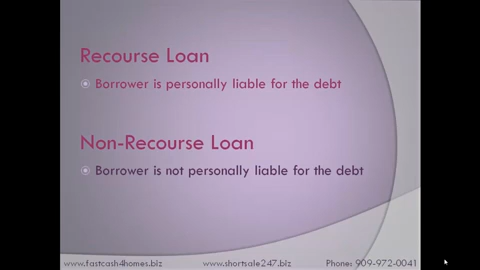 Recourse Loan
Borrower is personally liable for the debt
Non-Recourse Loan
Borrower is not personally liable for the debt
www.fastcash4homes.biz www.shortsale247.biz Phone: 909-972-0041